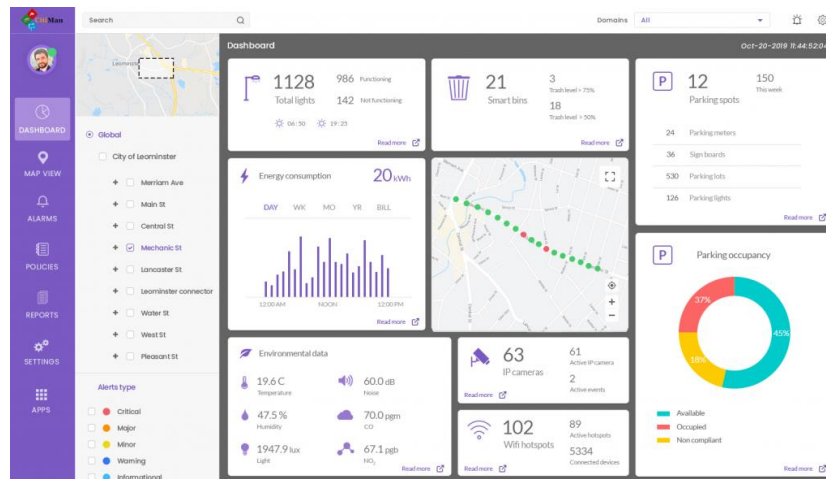 CitiMan
Search
Domains
All
DASHBOARD
MAP VIEW
ALARMS
POLICIES
REPORTS
SETTINGS
APPS
Leominster
Global
City of Leominster
Merriam Ave
Main St
Central St
Mechanic St
Lancaster St
Leominster connector
Water St
West St
Pleasant St
Alerts type
Critical
Major
Minor
Warning
Informational
Dashboard
Oct-20-2019 11:44:52:04
1128
Total lights
986 Functioning
142 Not functioning
06:50
19:25
Read more
21
Smart bins
3
Trash level > 75%
18
Trash level > 50%
Read more
P
12
Parking spots
150
This week
24 Parking meters
36 Sign boards
530 Parking lots
126 Parking lights
Read more
Energy consumption
20 kWh
DAY WK MO YR BILL
12:00 AM NOON 12:00 PM
Read more
+
−
P
Parking occupancy
37%
45%
18%
Available
Occupied
Non compliant
Read more
Environmental data
19.6 C
Temperature
60.0 dB
Noise
47.5 %
Humidity
70.0 pgm
CO
1947.9 lux
Light
67.1 pgb
NO2
Read more
63
IP cameras
61
Active IP camera
2
Active events
Read more
102
Wifi hotspots
89
Active hotspots
5334
Connected devices
Read more